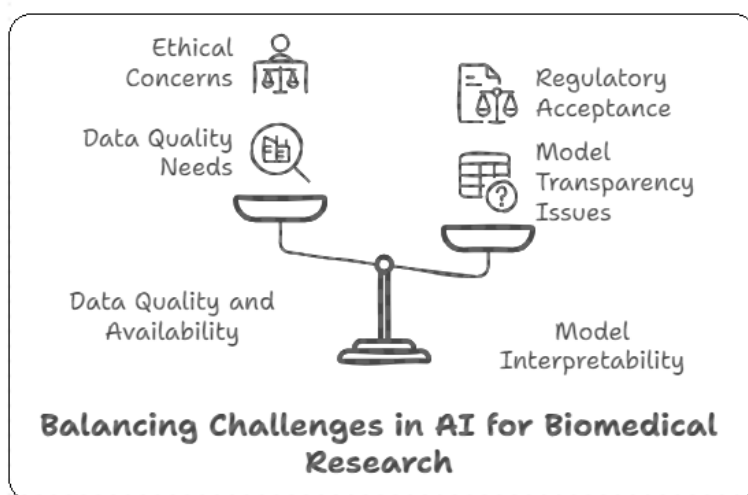 Ethical
Concerns
Data Quality
Needs
Regulatory
Acceptance
Model
Transparency
Issues
?
Data Quality and
Availability
Model
Interpretability
Balancing Challenges in AI for Biomedical
Research